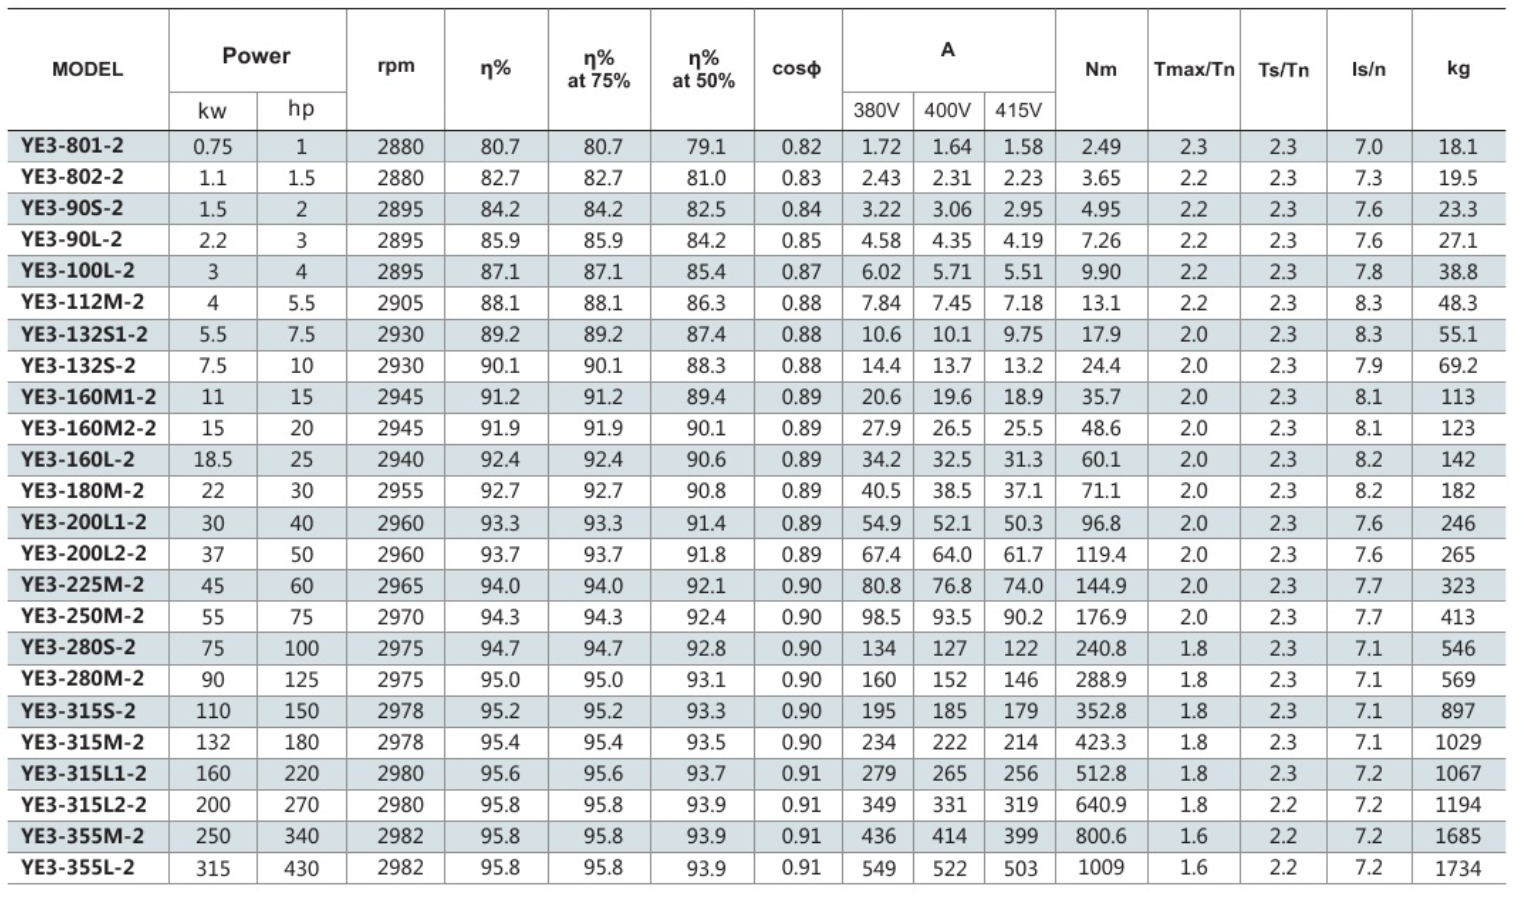 MODEL Power rpm η% η% at 75% η% at 50% cosϕ A Nm Tmax/Tn Ts/Tn Is/n kg
kw hp 380V 400V 415V
YE3-801-2 0.75 1 2880 80.7 80.7 79.1 0.82 1.72 1.64 1.58 2.49 2.3 2.3 7.0 18.1
YE3-802-2 1.1 1.5 2880 82.7 82.7 81.0 0.83 2.43 2.31 2.23 3.65 2.2 2.3 7.3 19.5
YE3-90S-2 1.5 2 2895 84.2 84.2 82.5 0.84 3.22 3.06 2.95 4.95 2.2 2.3 7.6 23.3
YE3-90L-2 2.2 3 2895 85.9 85.9 84.2 0.85 4.58 4.35 4.19 7.26 2.2 2.3 7.6 27.1
YE3-100L-2 3 4 2895 87.1 87.1 85.4 0.87 6.02 5.71 5.51 9.90 2.2 2.3 7.8 38.8
YE3-112M-2 4 5.5 2905 88.1 88.1 86.3 0.88 7.84 7.45 7.18 13.1 2.2 2.3 8.3 48.3
YE3-132S1-2 5.5 7.5 2930 89.2 89.2 87.4 0.88 10.6 10.1 9.75 17.9 2.0 2.3 8.3 55.1
YE3-132S-2 7.5 10 2930 90.1 90.1 88.3 0.88 14.4 13.7 13.2 24.4 2.0 2.3 7.9 69.2
YE3-160M1-2 11 15 2945 91.2 91.2 89.4 0.89 20.6 19.6 18.9 35.7 2.0 2.3 8.1 113
YE3-160M2-2 15 20 2945 91.9 91.9 90.1 0.89 27.9 26.5 25.5 48.6 2.0 2.3 8.1 123
YE3-160L-2 18.5 25 2940 92.4 92.4 90.6 0.89 34.2 32.5 31.3 60.1 2.0 2.3 8.2 142
YE3-180M-2 22 30 2955 92.7 92.7 90.8 0.89 40.5 38.5 37.1 71.1 2.0 2.3 8.2 182
YE3-200L1-2 30 40 2960 93.3 93.3 91.4 0.89 54.9 52.1 50.3 96.8 2.0 2.3 7.6 246
YE3-200L2-2 37 50 2960 93.7 93.7 91.8 0.89 67.4 64.0 61.7 119.4 2.0 2.3 7.6 265
YE3-225M-2 45 60 2965 94.0 94.0 92.1 0.90 80.8 76.8 74.0 144.9 2.0 2.3 7.7 323
YE3-250M-2 55 75 2970 94.3 94.3 92.4 0.90 98.5 93.5 90.2 176.9 2.0 2.3 7.7 413
YE3-280S-2 75 100 2975 94.7 94.7 92.8 0.90 134 127 122 240.8 1.8 2.3 7.1 546
YE3-280M-2 90 125 2975 95.0 95.0 93.1 0.90 160 152 146 288.9 1.8 2.3 7.1 569
YE3-315S-2 110 150 2978 95.2 95.2 93.3 0.90 195 185 179 352.8 1.8 2.3 7.1 897
YE3-315M-2 132 180 2978 95.4 95.4 93.5 0.90 234 222 214 423.3 1.8 2.3 7.1 1029
YE3-315L1-2 160 220 2980 95.6 95.6 93.7 0.91 279 265 256 512.8 1.8 2.3 7.2 1067
YE3-315L2-2 200 270 2980 95.8 95.8 93.9 0.91 349 331 319 640.9 1.8 2.2 7.2 1194
YE3-355M-2 250 340 2982 95.8 95.8 93.9 0.91 436 414 399 800.6 1.6 2.2 7.2 1685
YE3-355L-2 315 430 2982 95.8 95.8 93.9 0.91 549 522 503 1009 1.6 2.2 7.2 1734